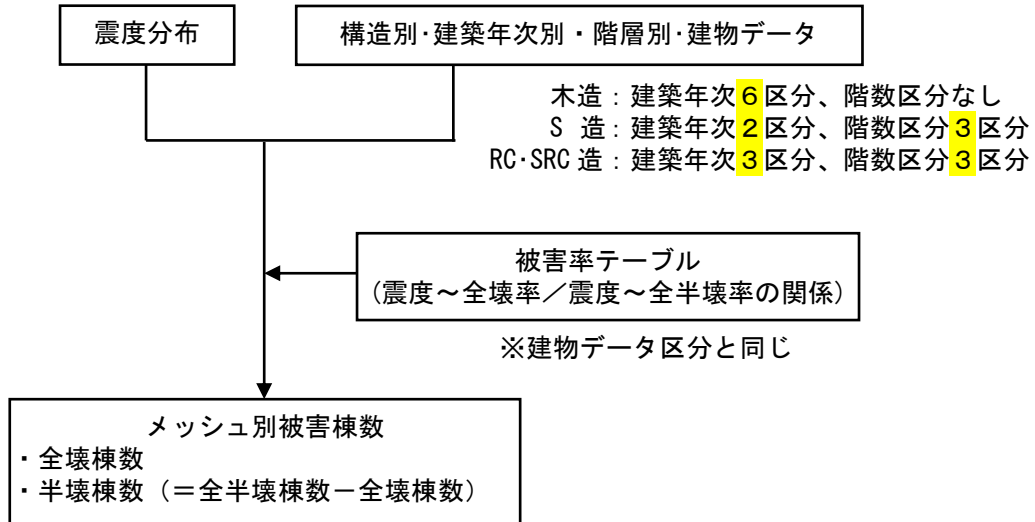 震度分布
構造別･建築年次別・階層別･建物データ
木造：建築年次６区分、階数区分なし
S 造：建築年次２区分、階数区分３区分
RC･SRC造：建築年次３区分、階数区分３区分
被害率テーブル
（震度～全壊率／震度～全半壊率の関係）
※建物データ区分と同じ
メッシュ別被害棟数
・全壊棟数
・半壊棟数（＝全半壊棟数－全壊棟数）